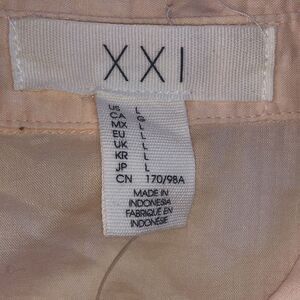 XXI
US L
CA G
MX L
EU L
UK L
KR L
JP L
CN 170/98A
MADE IN
INDONESIA
FABRIQUÉ EN
INDONÉSIE